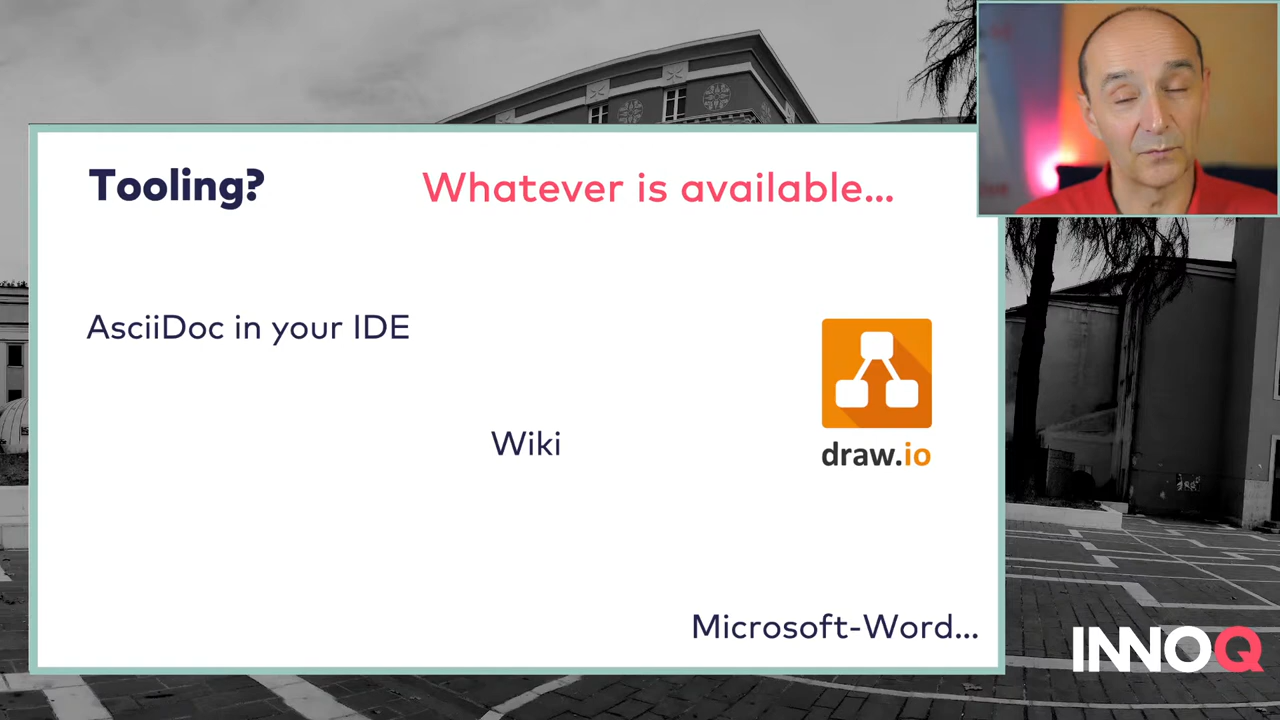 Tooling?
Whatever is available...
AsciiDoc in your IDE
Wiki
draw.io
Microsoft-Word...
INNOQ